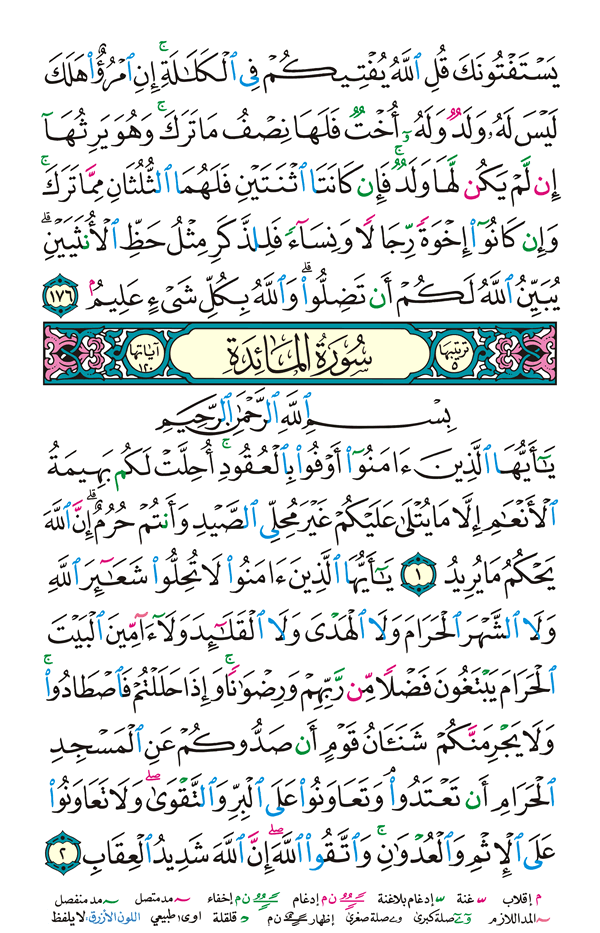 يَسْتَفْتُونَكَ قُلِ ٱللَّهُ يُفْتِيكُمْ فِى ٱلْكَلَـٰلَةِ ۚ إِنِ ٱمْرُؤٌا۟ هَلَكَ
لَيْسَ لَهُۥ وَلَدٌ وَلَهُۥٓ أُخْتٌ فَلَهَا نِصْفُ مَا تَرَكَ ۚ وَهُوَ يَرِثُهَآ
إِن لَّمْ يَكُن لَّهَا وَلَدٌ ۚ فَإِن كَانَتَا ٱثْنَتَيْنِ فَلَهُمَا ٱلثُّلُثَانِ مِمَّا تَرَكَ ۚ
وَإِن كَانُوٓا۟ إِخْوَةً رِّجَالًا وَنِسَآءً فَلِلذَّكَرِ مِثْلُ حَظِّ ٱلْأُنثَيَيْنِ ۗ
يُبَيِّنُ ٱللَّهُ لَكُمْ أَن تَضِلُّوا۟ ۗ وَٱللَّهُ بِكُلِّ شَىْءٍ عَلِيمٌۢ ١٧٦
ترتيبها ٥ سُورَةُ المَائِدَةِ آياتها ١٢٠
بِسْمِ ٱللَّهِ ٱلرَّحْمَـٰنِ ٱلرَّحِيمِ
يَـٰٓأَيُّهَا ٱلَّذِينَ ءَامَنُوٓا۟ أَوْفُوا۟ بِٱلْعُقُودِ ۚ أُحِلَّتْ لَكُم بَهِيمَةُ
ٱلْأَنْعَـٰمِ إِلَّا مَا يُتْلَىٰ عَلَيْكُمْ غَيْرَ مُحِلِّى ٱلصَّيْدِ وَأَنتُمْ حُرُمٌ ۗ إِنَّ ٱللَّهَ
يَحْكُمُ مَا يُرِيدُ ١ يَـٰٓأَيُّهَا ٱلَّذِينَ ءَامَنُوا۟ لَا تُحِلُّوا۟ شَعَـٰٓئِرَ ٱللَّهِ
وَلَا ٱلشَّهْرَ ٱلْحَرَامَ وَلَا ٱلْهَدْىَ وَلَا ٱلْقَلَـٰٓئِدَ وَلَآ ءَآمِّينَ ٱلْبَيْتَ
ٱلْحَرَامَ يَبْتَغُونَ فَضْلًا مِّن رَّبِّهِمْ وَرِضْوَٰنًا ۚ وَإِذَا حَلَلْتُمْ فَٱصْطَادُوا۟ ۚ
وَلَا يَجْرِمَنَّكُمْ شَنَـَٔانُ قَوْمٍ أَن صَدُّوكُمْ عَنِ ٱلْمَسْجِدِ
ٱلْحَرَامِ أَن تَعْتَدُوا۟ ۘ وَتَعَاوَنُوا۟ عَلَى ٱلْبِرِّ وَٱلتَّقْوَىٰ ۖ وَلَا تَعَاوَنُوا۟
عَلَى ٱلْإِثْمِ وَٱلْعُدْوَٰنِ ۚ وَٱتَّقُوا۟ ٱللَّهَ ۖ إِنَّ ٱللَّهَ شَدِيدُ ٱلْعِقَابِ ٢
م إقلاب غنة إدغام بلاغنة ن م إدغام ن م إخفاء مد متصل مد منفصل
المد اللازم صلة كبرى صلة صغرى إظهار ن م قلقلة اوى؛ طبيعي اللون الأزرق: لا يلفظ